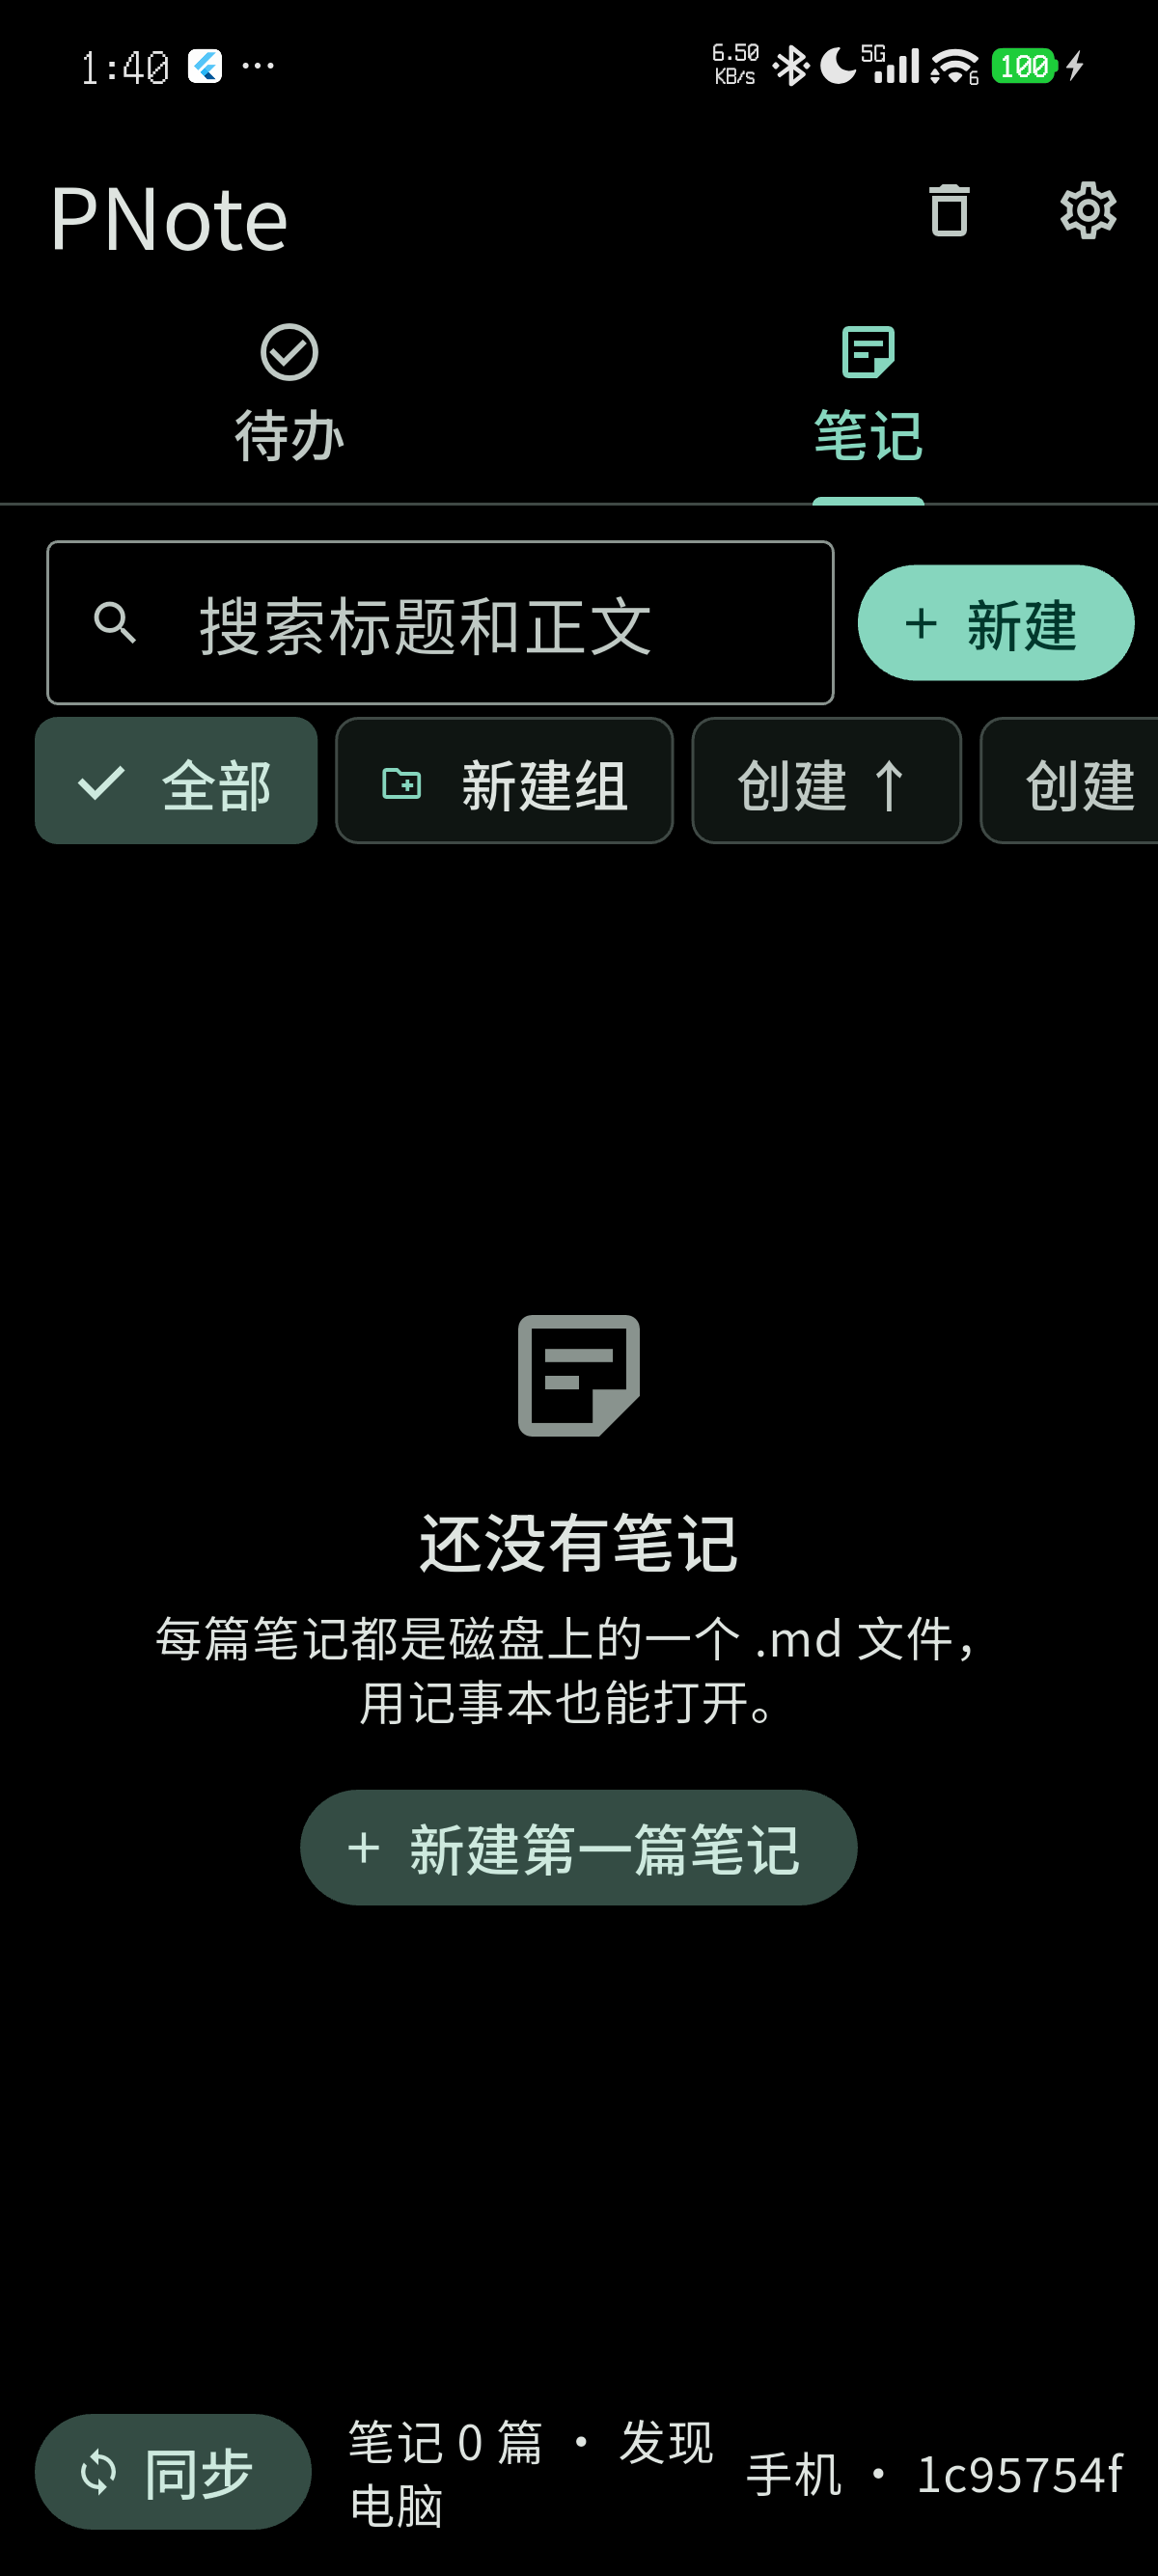 1:40 ··· 6.50 KB/s 5G 6 100
PNote
待办 笔记
搜索标题和正文 + 新建
全部 新建组 创建 ↑ 创建
还没有笔记
每篇笔记都是磁盘上的一个 .md 文件，
用记事本也能打开。
+ 新建第一篇笔记
同步
笔记 0 篇 · 发现
电脑
手机 · 1c95754f